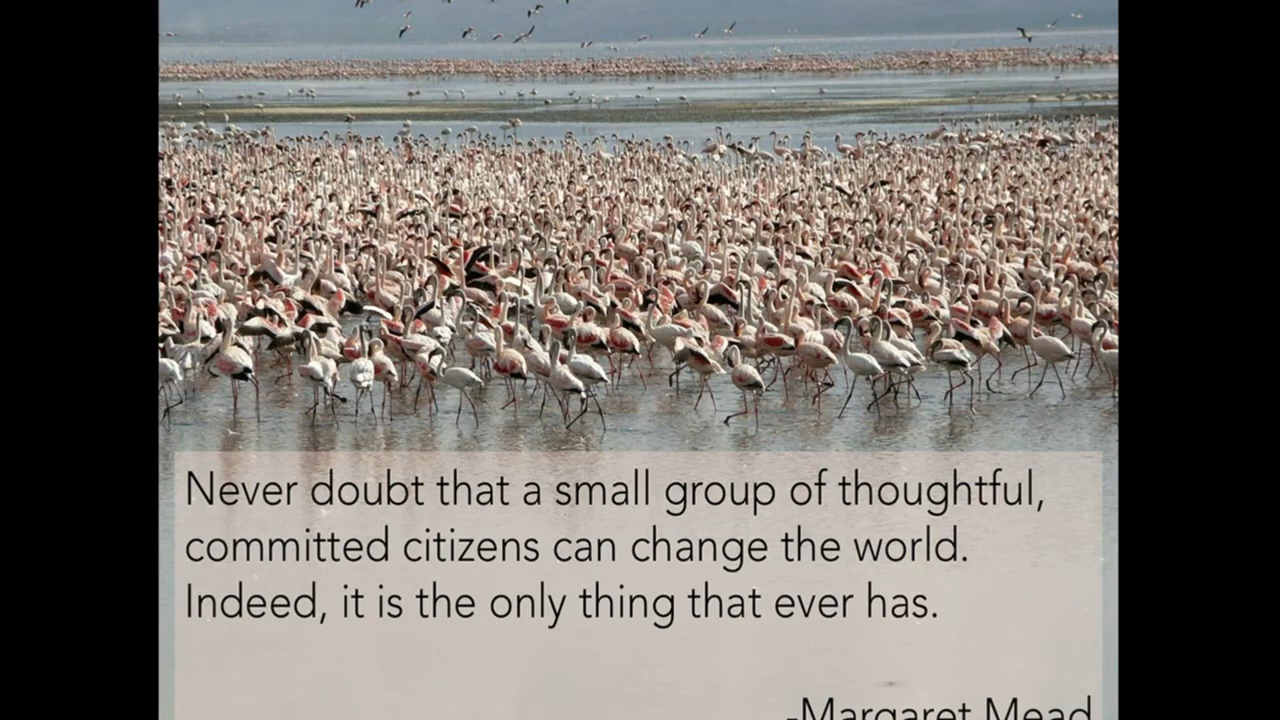 Never doubt that a small group of thoughtful,
committed citizens can change the world.
Indeed, it is the only thing that ever has.
-Margaret Mead